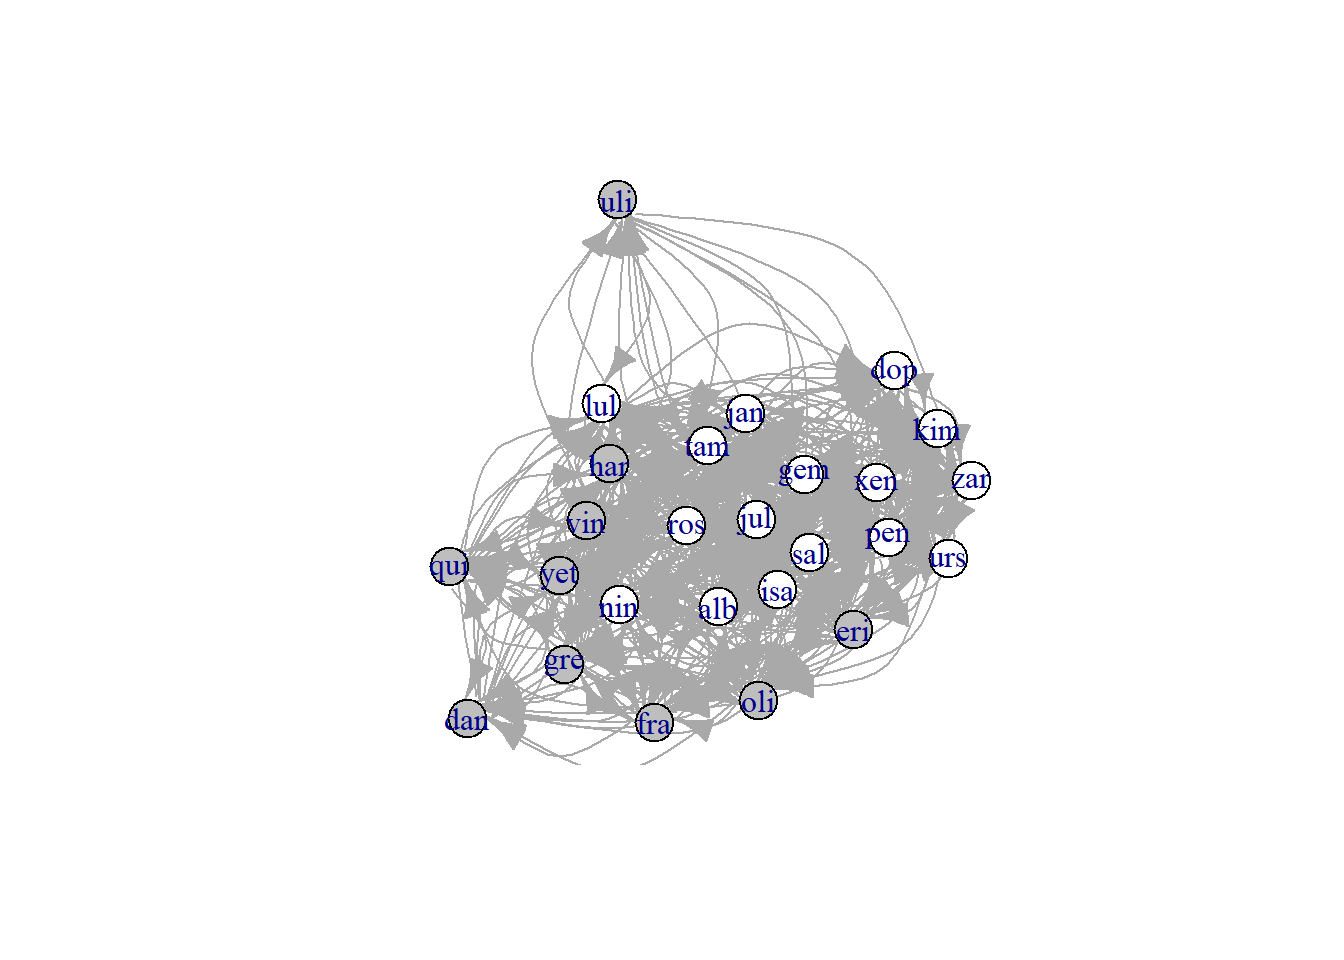 uli
dop
lul
jan
kim
tam
har
gem
xen
zar
vin
ros
jul
pen
sal
urs
qui
yet
isa
nin
alb
eri
gre
oli
dan
fra